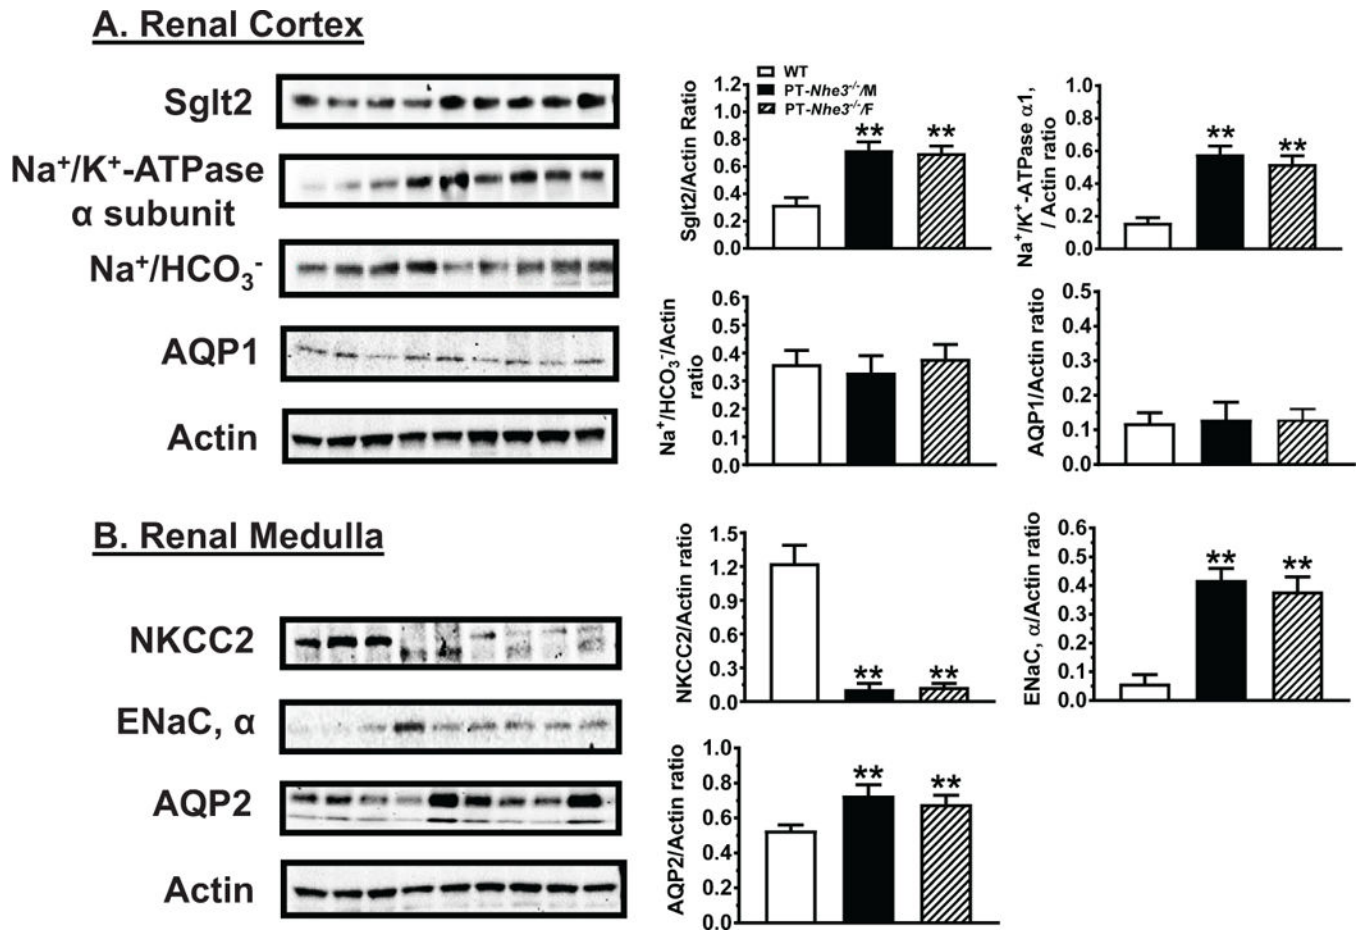 A. Renal Cortex
Sglt2
Na⁺/K⁺-ATPase
α subunit
Na⁺/HCO₃⁻
AQP1
Actin
Sglt2/Actin Ratio
1.2
1.0
0.8
0.6
0.4
0.2
0.0
WT
PT-Nhe3⁻/⁻/M
PT-Nhe3⁻/⁻/F
**
**
Na⁺/K⁺-ATPase α1,
/ Actin ratio
1.0
0.8
0.6
0.4
0.2
0.0
**
**
Na⁺/HCO₃⁻/Actin
ratio
0.6
0.5
0.4
0.3
0.2
0.1
0.0
AQP1/Actin ratio
0.5
0.4
0.3
0.2
0.1
0.0
B. Renal Medulla
NKCC2
ENaC, α
AQP2
Actin
NKCC2/Actin ratio
1.5
1.2
0.9
0.6
0.3
0.0
**
**
ENaC, α/Actin ratio
0.6
0.5
0.4
0.3
0.2
0.1
0.0
**
**
AQP2/Actin ratio
1.0
0.8
0.6
0.4
0.2
0.0
**
**